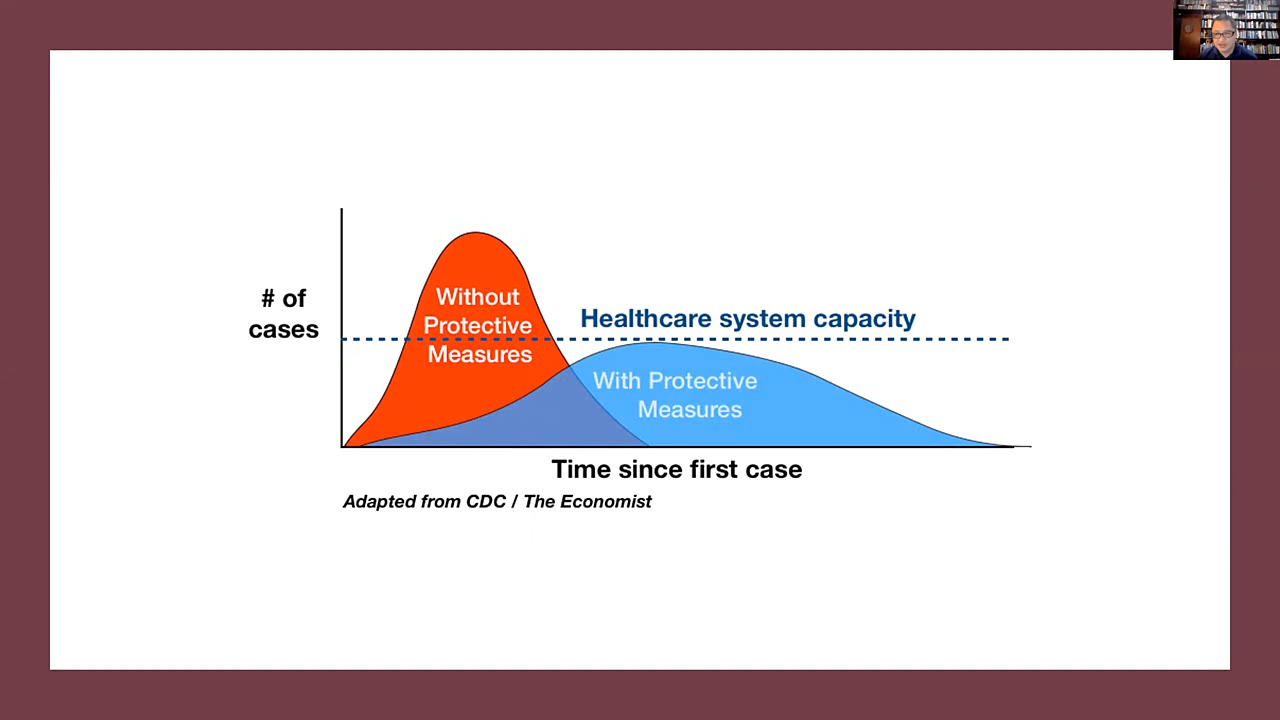 # of
cases
Without
Protective
Measures
Healthcare system capacity
With Protective
Measures
Time since first case
Adapted from CDC / The Economist